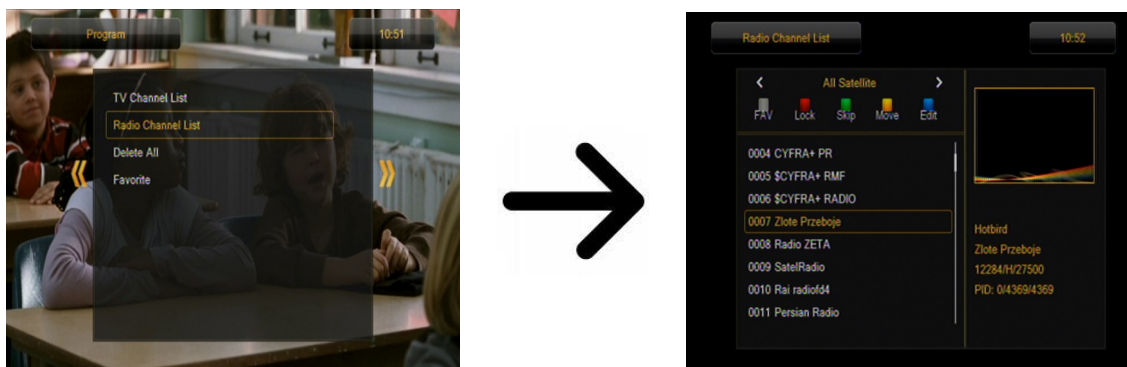 Program
10:51
TV Channel List
Radio Channel List
Delete All
Favorite
Radio Channel List
10:52
All Satellite
FAV Lock Skip Move Edit
0004 CYFRA+ PR
0005 $CYFRA+ RMF
0006 $CYFRA+ RADIO
0007 Zlote Przeboje
0008 Radio ZETA
0009 SatelRadio
0010 Rai radiofd4
0011 Persian Radio
Hotbird
Zlote Przeboje
12284/H/27500
PID: 0/4369/4369